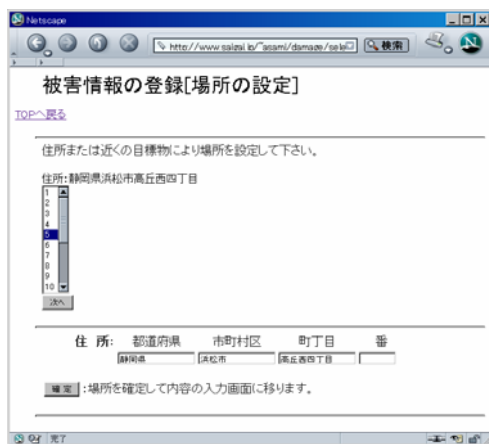 Netscape
http://www.saigai.jp/~asami/damage/sele
検索
被害情報の登録[場所の設定]
TOPへ戻る
住所または近くの目標物により場所を設定して下さい。
住所:静岡県浜松市高丘西四丁目
1
2
3
4
5
6
7
8
9
10
次へ
住 所: 都道府県 市町村区 町丁目 番
静岡県 浜松市 高丘西四丁目
確定 :場所を確定して内容の入力画面に移ります。
完了